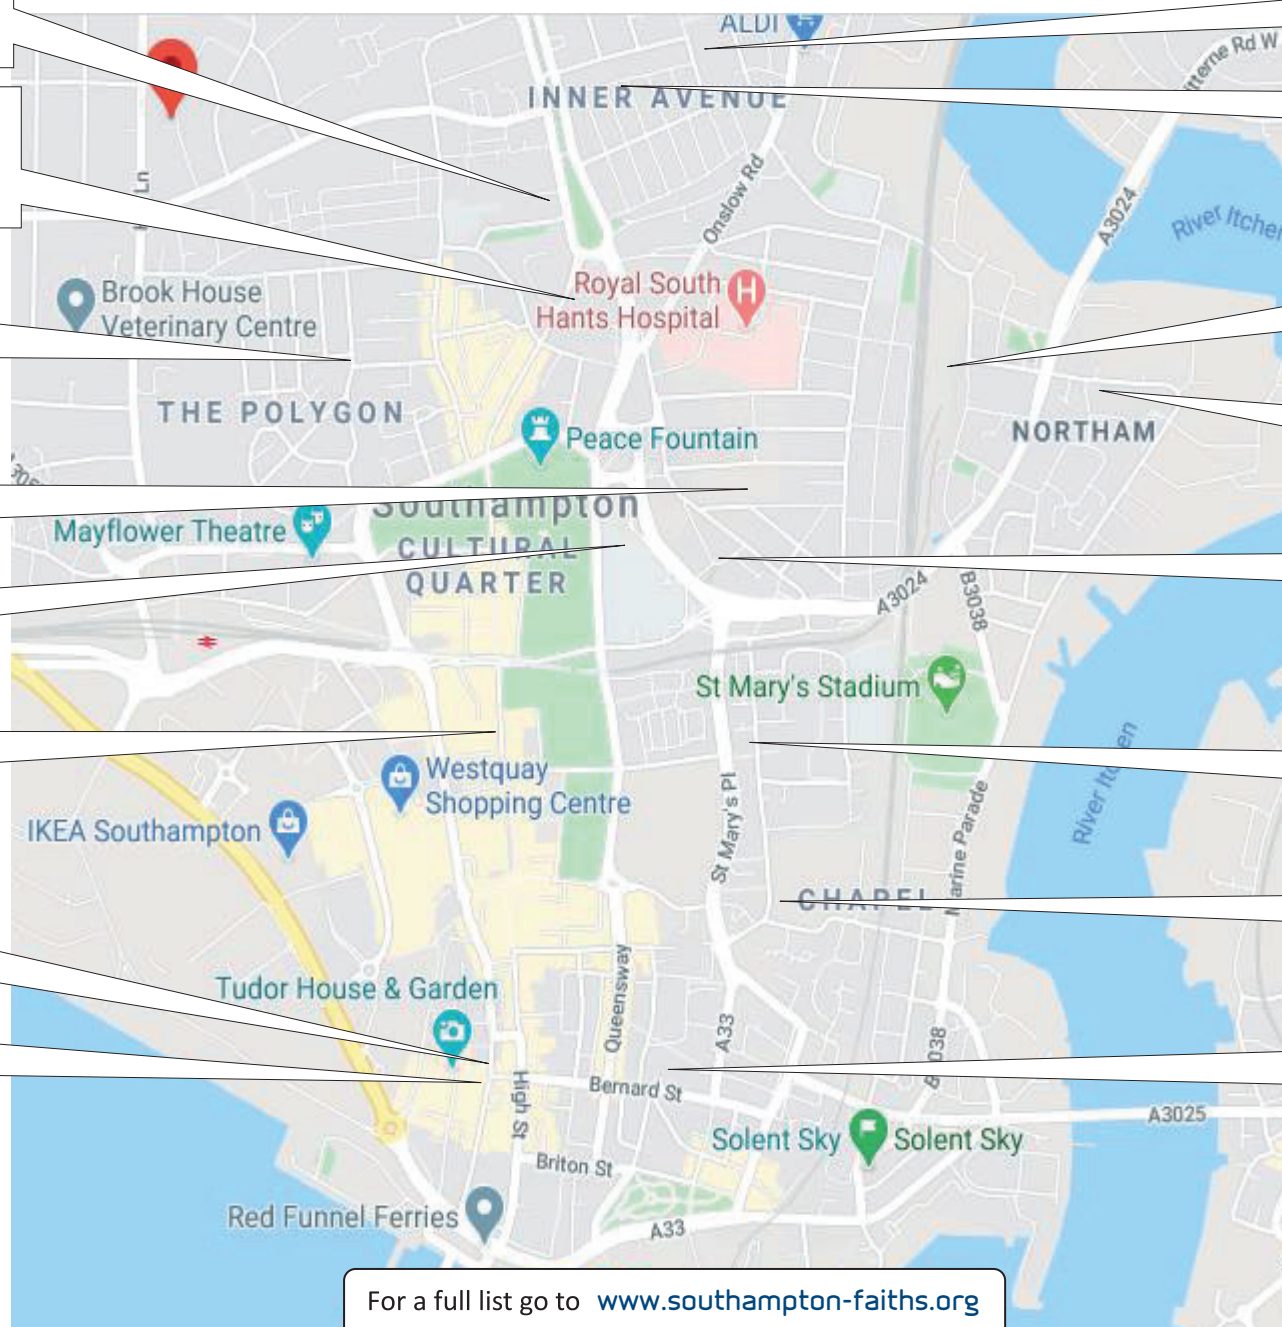 ALDI
INNER AVENUE
Ln
Onslow Rd
A3024
River Itchen
Brook House
Veterinary Centre
Royal South
Hants Hospital
THE POLYGON
Peace Fountain
NORTHAM
Southampton
Mayflower Theatre
CULTURAL
QUARTER
A3024
B3038
St Mary's Stadium
Westquay
Shopping Centre
River Itchen
IKEA Southampton
St Mary's Pl
Marine Parade
CHAPEL
Tudor House & Garden
Queensway
A33
B3038
High St
Bernard St
A3025
Solent Sky
Solent Sky
Briton St
Red Funnel Ferries
A33
For a full list go to www.southampton-faiths.org